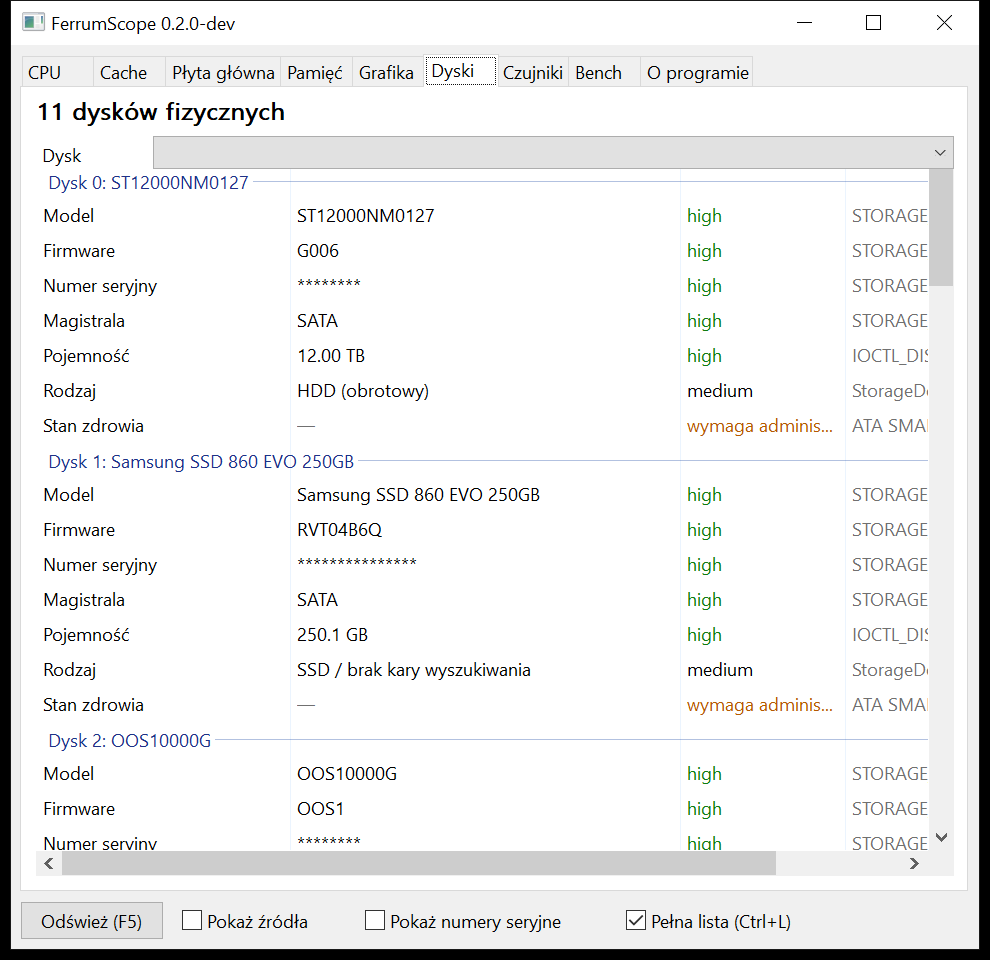 FerrumScope 0.2.0-dev
CPU Cache Płyta główna Pamięć Grafika Dyski Czujniki Bench O programie
11 dysków fizycznych
Dysk
Dysk 0: ST12000NM0127
Model ST12000NM0127 high STORAGE
Firmware G006 high STORAGE
Numer seryjny ******** high STORAGE
Magistrala SATA high STORAGE
Pojemność 12.00 TB high IOCTL_DIS
Rodzaj HDD (obrotowy) medium StorageDe
Stan zdrowia — wymaga adminis... ATA SMA
Dysk 1: Samsung SSD 860 EVO 250GB
Model Samsung SSD 860 EVO 250GB high STORAGE
Firmware RVT04B6Q high STORAGE
Numer seryjny *************** high STORAGE
Magistrala SATA high STORAGE
Pojemność 250.1 GB high IOCTL_DIS
Rodzaj SSD / brak kary wyszukiwania medium StorageDe
Stan zdrowia — wymaga adminis... ATA SMA
Dysk 2: OOS10000G
Model OOS10000G high STORAGE
Firmware OOS1 high STORAGE
Numer seryjny ******** high STORAGE
Odśwież (F5) Pokaż źródła Pokaż numery seryjne Pełna lista (Ctrl+L)